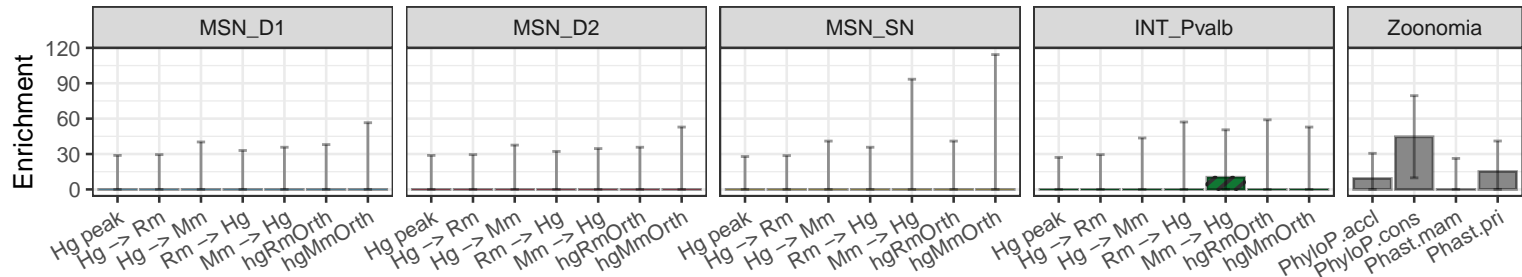 MSN_D1 MSN_D2 MSN_SN INT_Pvalb Zoonomia
Enrichment
120
90
60
30
0
Hg peak Hg -> Rm Hg -> Mm Rm -> Hg Mm -> Hg hgRmOrth hgMmOrth
Hg peak Hg -> Rm Hg -> Mm Rm -> Hg Mm -> Hg hgRmOrth hgMmOrth
Hg peak Hg -> Rm Hg -> Mm Rm -> Hg Mm -> Hg hgRmOrth hgMmOrth
Hg peak Hg -> Rm Hg -> Mm Rm -> Hg Mm -> Hg hgRmOrth hgMmOrth
PhyloP.accl PhyloP.cons Phast.mam Phast.pri